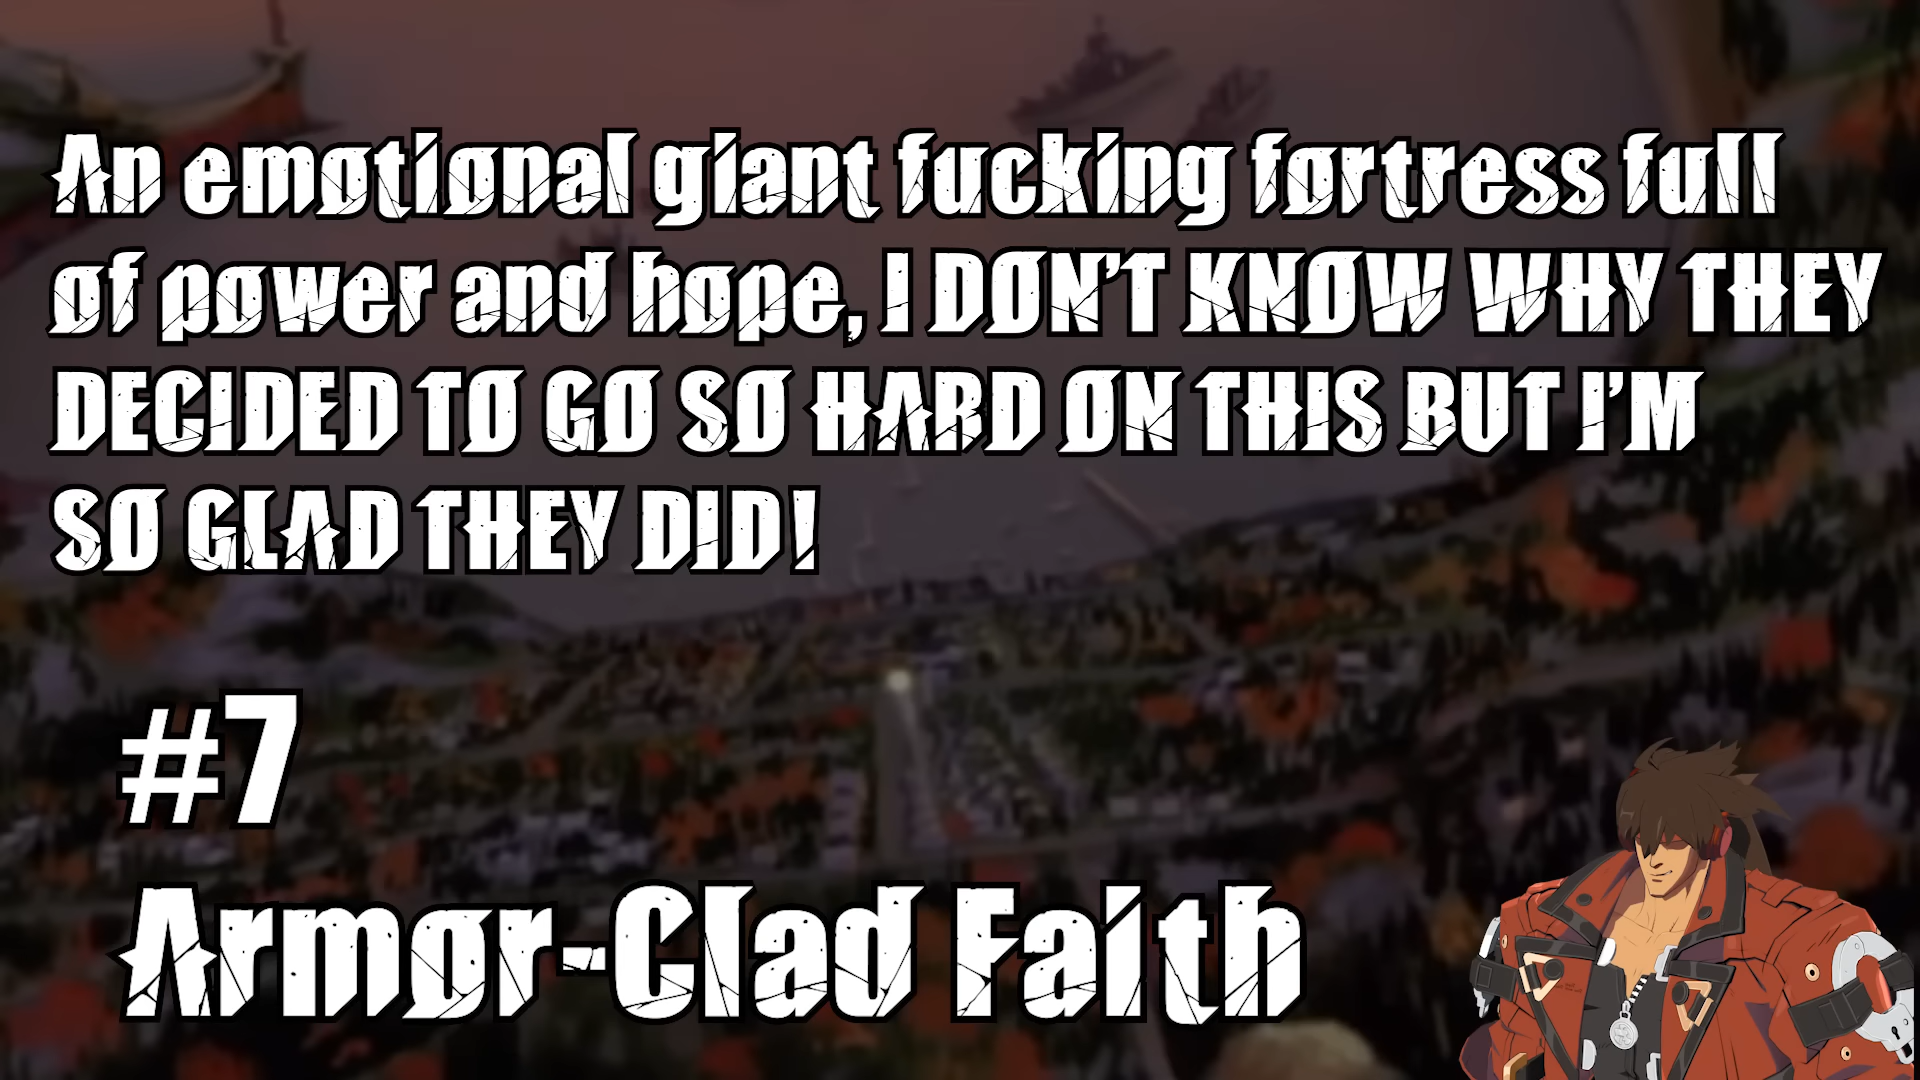 An emotional giant fucking fortress full
of power and hope, I DON'T KNOW WHY THEY
DECIDED TO GO SO HARD ON THIS BUT I'M
SO GLAD THEY DID!
#7
Armor-Clad Faith